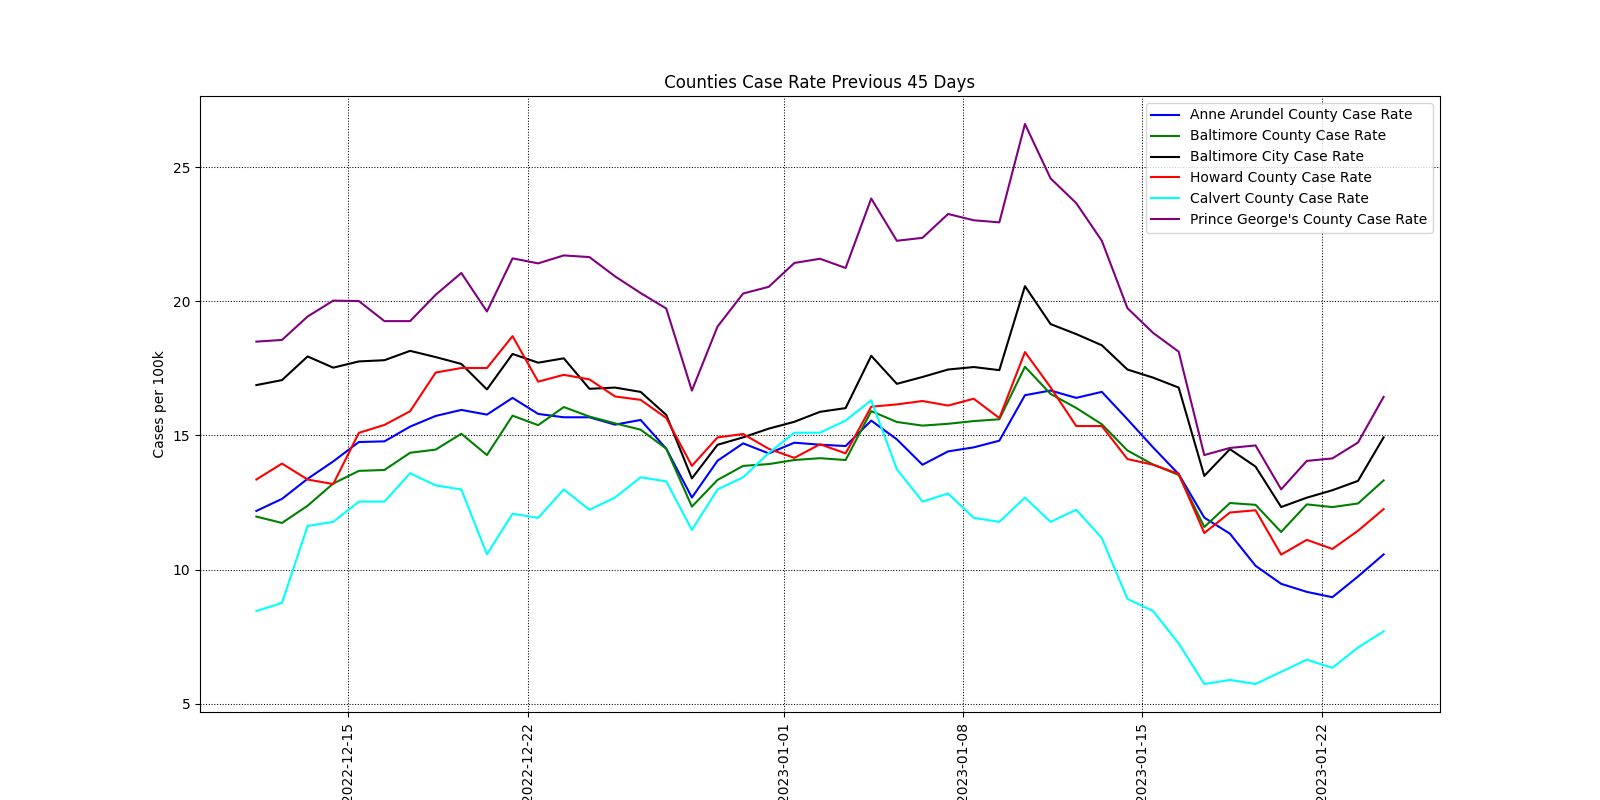 Counties Case Rate Previous 45 Days
Anne Arundel County Case Rate
Baltimore County Case Rate
Baltimore City Case Rate
Howard County Case Rate
Calvert County Case Rate
Prince George's County Case Rate
Cases per 100k
25
20
15
10
5
2022-12-15
2022-12-22
2023-01-01
2023-01-08
2023-01-15
2023-01-22